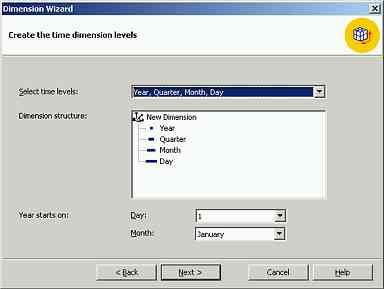 Dimension Wizard
Create the time dimension levels
Select time levels:
Year, Quarter, Month, Day
Dimension structure:
New Dimension
Year
Quarter
Month
Day
Year starts on:
Day:
1
Month:
January
< Back
Next >
Cancel
Help